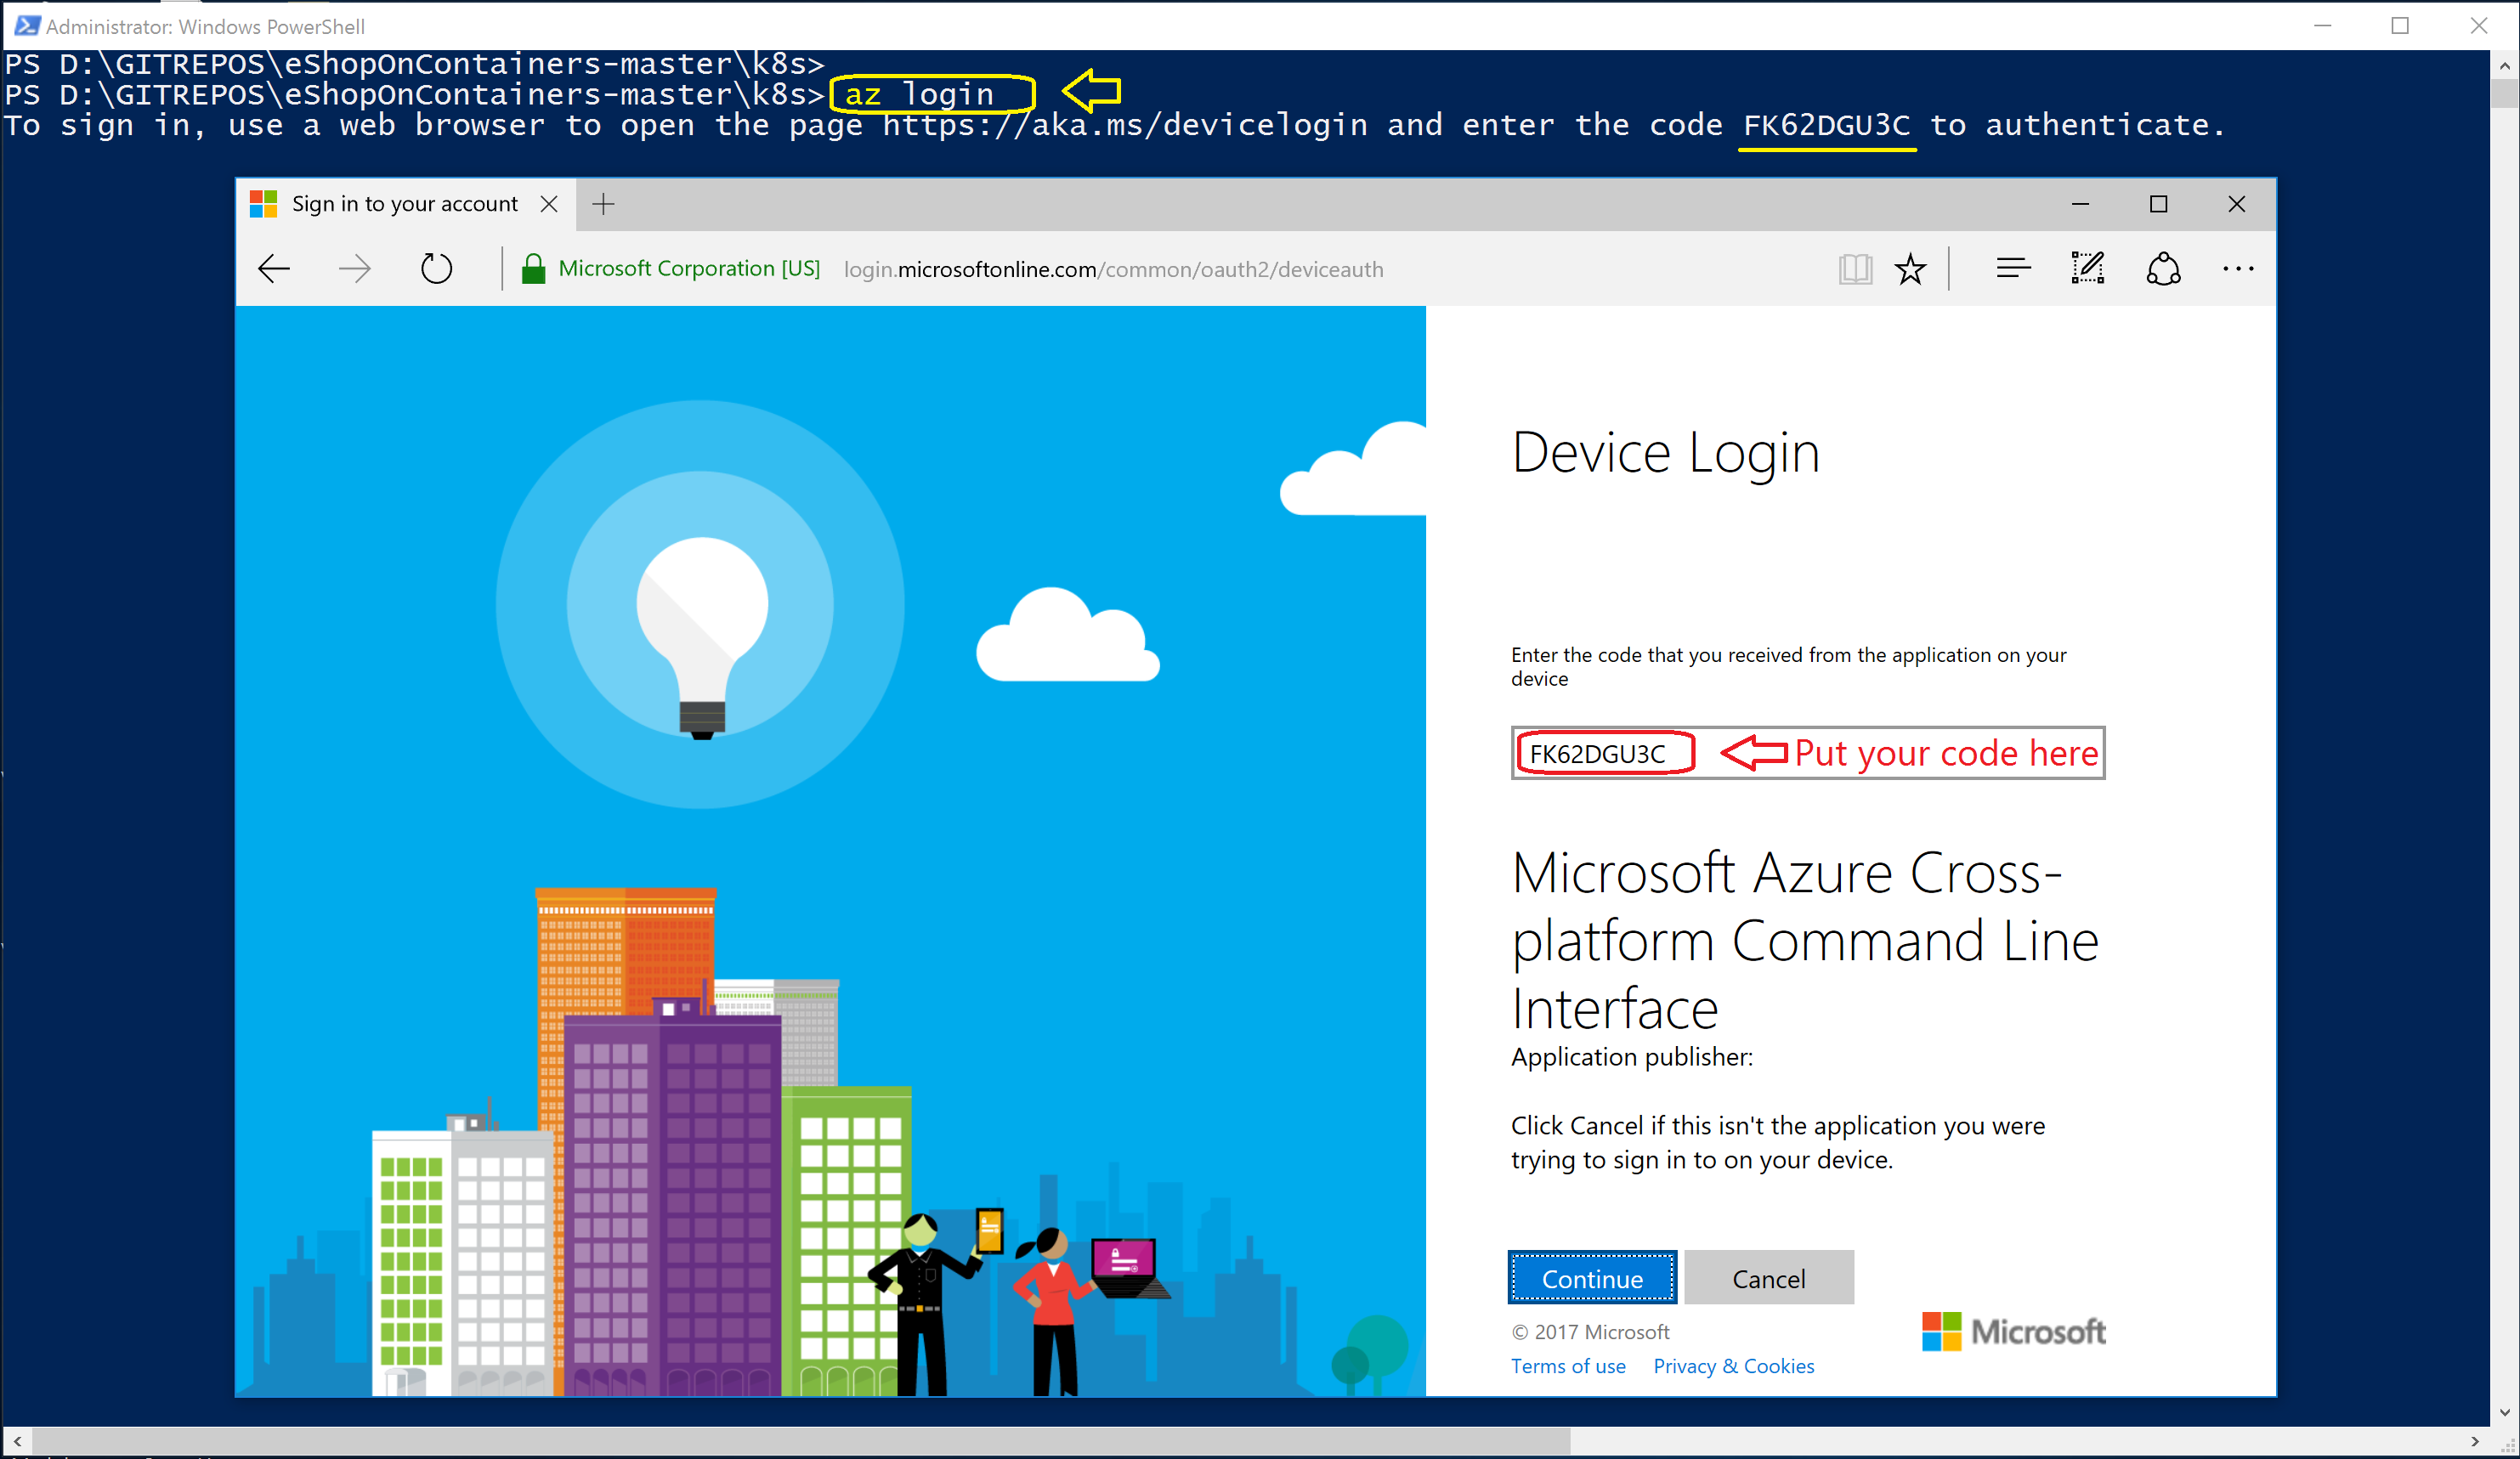 Administrator: Windows PowerShell
PS D:\GITREPOS\eShopOnContainers-master\k8s>
PS D:\GITREPOS\eShopOnContainers-master\k8s> az login
To sign in, use a web browser to open the page https://aka.ms/devicelogin and enter the code FK62DGU3C to authenticate.
Sign in to your account
Microsoft Corporation [US] login.microsoftonline.com/common/oauth2/deviceauth
Device Login
Enter the code that you received from the application on your
device
FK62DGU3C Put your code here
Microsoft Azure Cross-
platform Command Line
Interface
Application publisher:
Click Cancel if this isn't the application you were
trying to sign in to on your device.
Continue Cancel
© 2017 Microsoft
Microsoft
Terms of use Privacy & Cookies